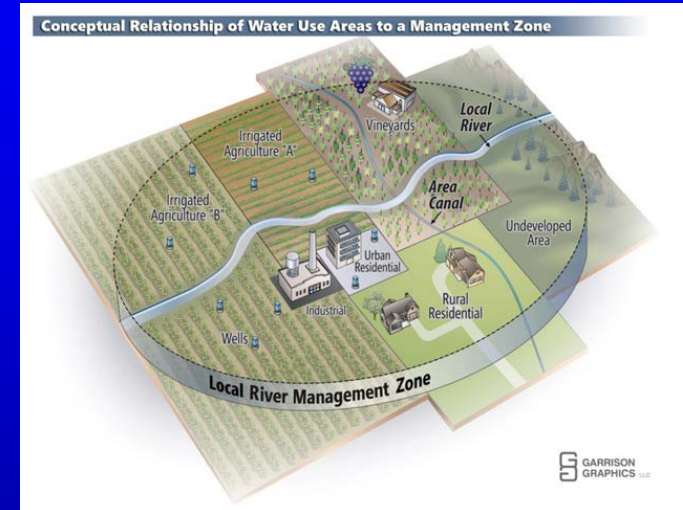 Conceptual Relationship of Water Use Areas to a Management Zone
Local
River
Vineyards
Irrigated
Agriculture "A"
Irrigated
Agriculture "B"
Area
Canal
Undeveloped
Area
Urban
Residential
Industrial
Rural
Residential
Wells
Local River Management Zone
GARRISON
GRAPHICS LLC